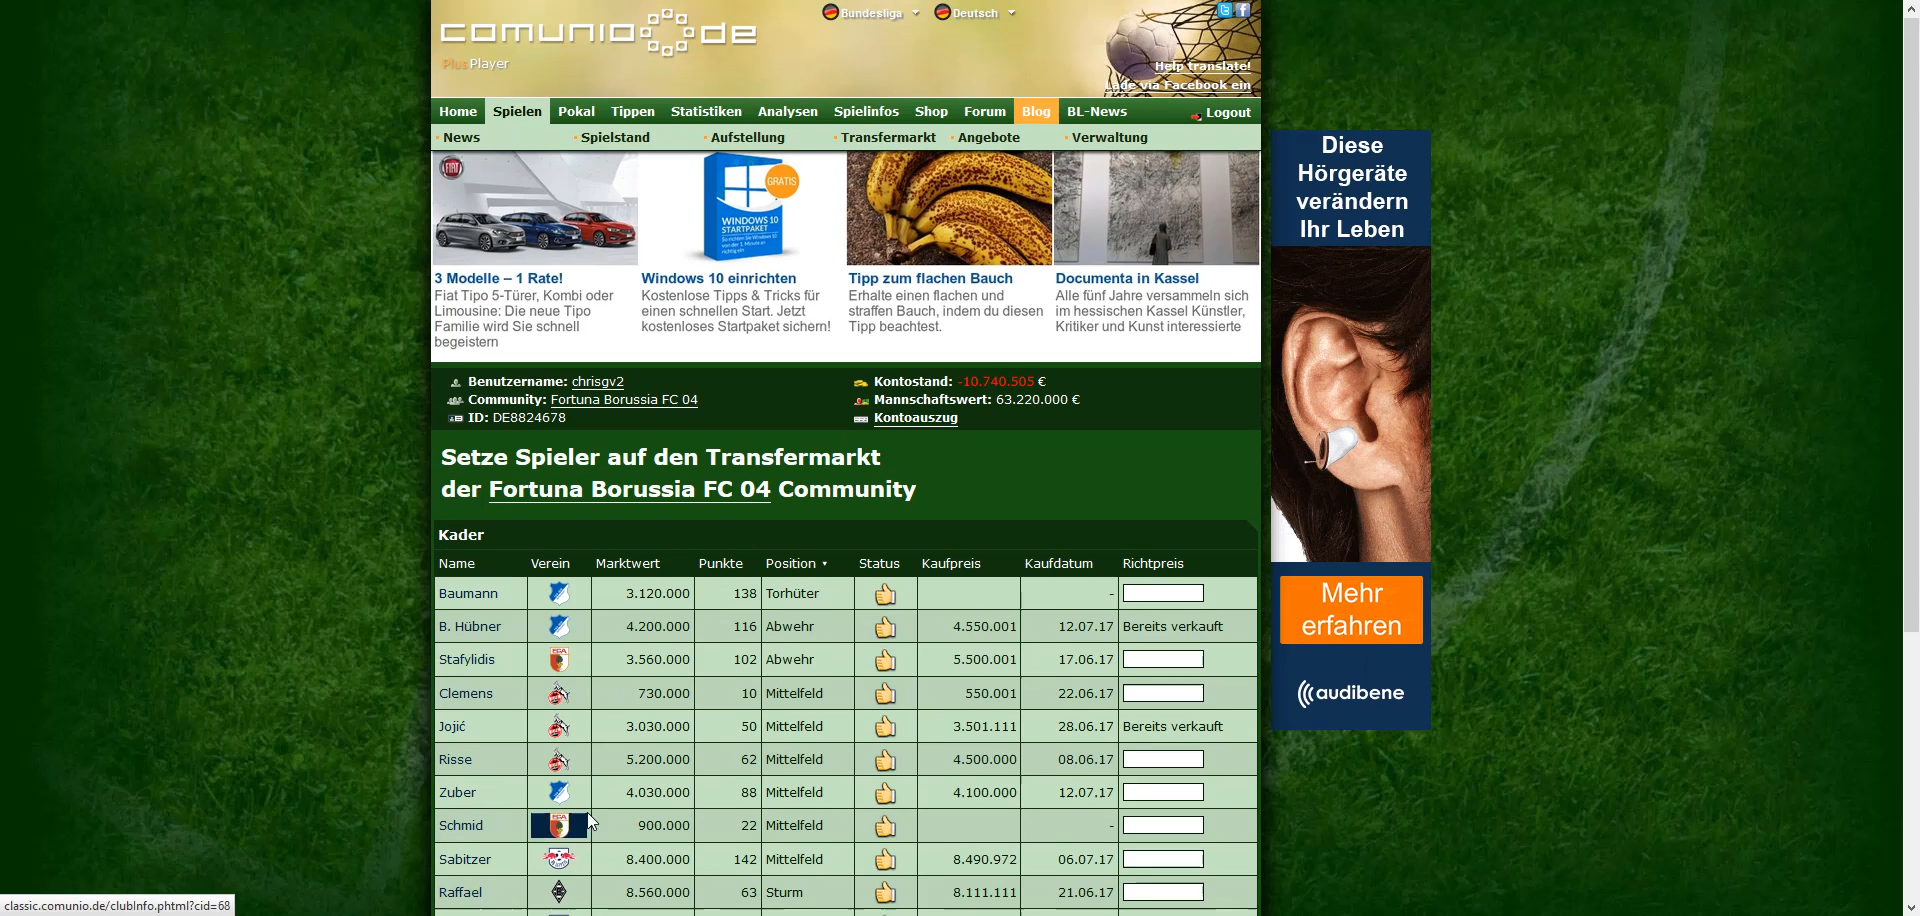 comunio.de
PlusPlayer
Bundesliga
Deutsch
Help translate!
Lade via Facebook ein
Home Spielen Pokal Tippen Statistiken Analysen Spielinfos Shop Forum Blog BL-News Logout
News Spielstand Aufstellung Transfermarkt Angebote Verwaltung
FIAT
GRATIS
WINDOWS 10
STARTPAKET
3 Modelle – 1 Rate!
Fiat Tipo 5-Türer, Kombi oder
Limousine: Die neue Tipo
Familie wird Sie schnell
begeistern
Windows 10 einrichten
Kostenlose Tipps & Tricks für
einen schnellen Start. Jetzt
kostenloses Startpaket sichern!
Tipp zum flachen Bauch
Erhalte einen flachen und
straffen Bauch, indem du diesen
Tipp beachtest.
Documenta in Kassel
Alle fünf Jahre versammeln sich
im hessischen Kassel Künstler,
Kritiker und Kunst interessierte
Benutzername: chrisgv2
Community: Fortuna Borussia FC 04
ID: DE8824678
Kontostand: -10.740.505 €
Mannschaftswert: 63.220.000 €
Kontoauszug
Setze Spieler auf den Transfermarkt
der Fortuna Borussia FC 04 Community
Kader
Name Verein Marktwert Punkte Position Status Kaufpreis Kaufdatum Richtpreis
Baumann 3.120.000 138 Torhüter -
B. Hübner 4.200.000 116 Abwehr 4.550.001 12.07.17 Bereits verkauft
Stafylidis 3.560.000 102 Abwehr 5.500.001 17.06.17
Clemens 730.000 10 Mittelfeld 550.001 22.06.17
Jojić 3.030.000 50 Mittelfeld 3.501.111 28.06.17 Bereits verkauft
Risse 5.200.000 62 Mittelfeld 4.500.000 08.06.17
Zuber 4.030.000 88 Mittelfeld 4.100.000 12.07.17
Schmid 900.000 22 Mittelfeld -
Sabitzer 8.400.000 142 Mittelfeld 8.490.972 06.07.17
Raffael 8.560.000 63 Sturm 8.111.111 21.06.17
Diese
Hörgeräte
verändern
Ihr Leben
Mehr
erfahren
audibene
classic.comunio.de/clubInfo.phtml?cid=68